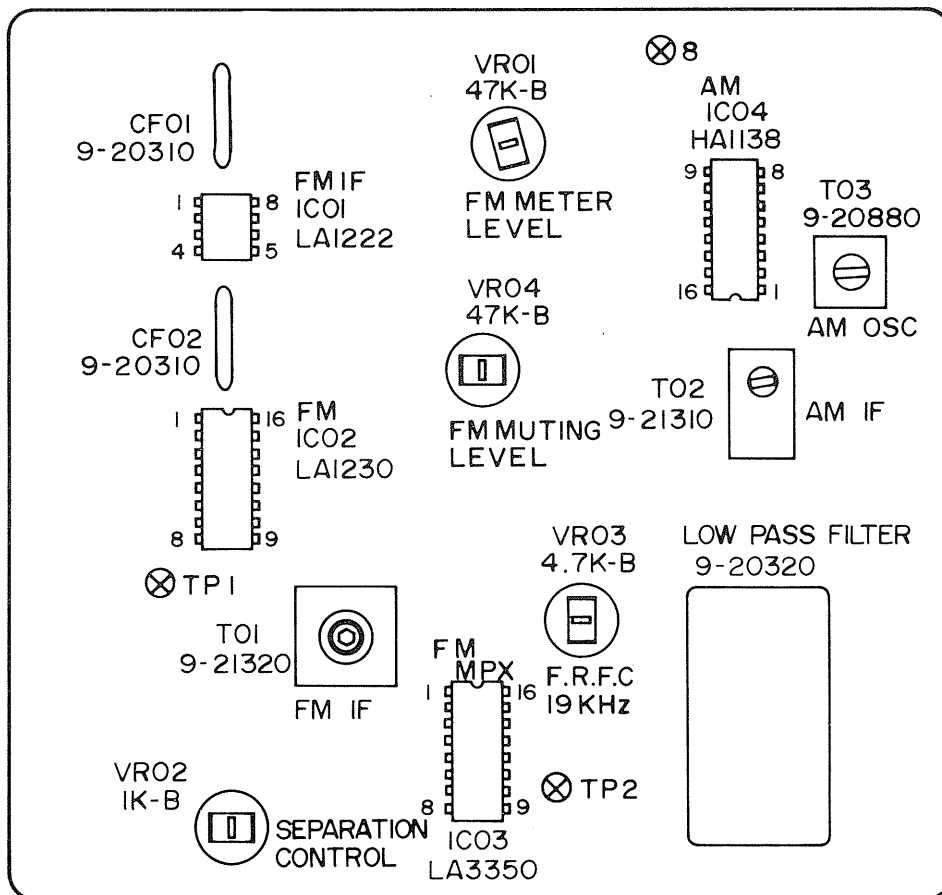 8
VR01
47K-B
FM METER
LEVEL
AM
IC04
HA1138
9
8
16
1
T03
9-20880
AM OSC
CF01
9-20310
FM IF
IC01
LA1222
1
8
4
5
VR04
47K-B
FM MUTING
LEVEL
T02
9-21310
AM IF
CF02
9-20310
1
16
FM
IC02
LA1230
8
9
TP1
VR03
4.7K-B
F.R.F.C
19KHz
LOW PASS FILTER
9-20320
T01
9-21320
FM IF
FM
MPX
1
16
8
9
IC03
LA3350
TP2
VR02
1K-B
SEPARATION
CONTROL